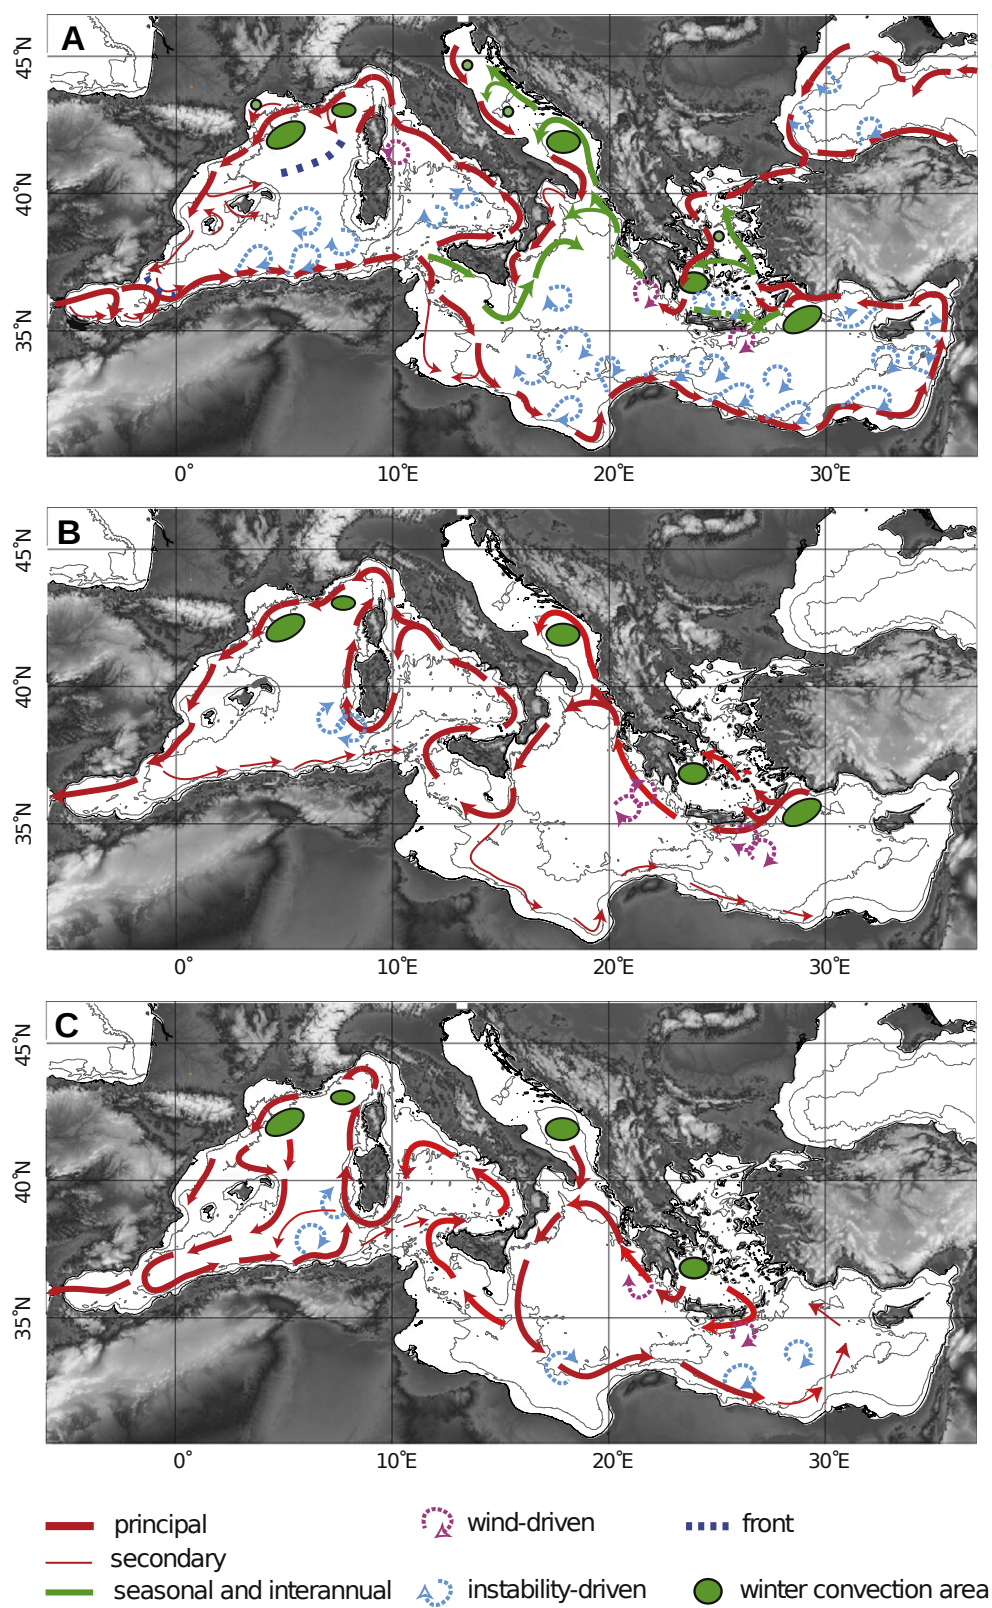 A
45°N
40°N
35°N
0°
10°E
20°E
30°E
B
45°N
40°N
35°N
0°
10°E
20°E
30°E
C
45°N
40°N
35°N
0°
10°E
20°E
30°E
principal
wind-driven
front
secondary
seasonal and interannual
instability-driven
winter convection area